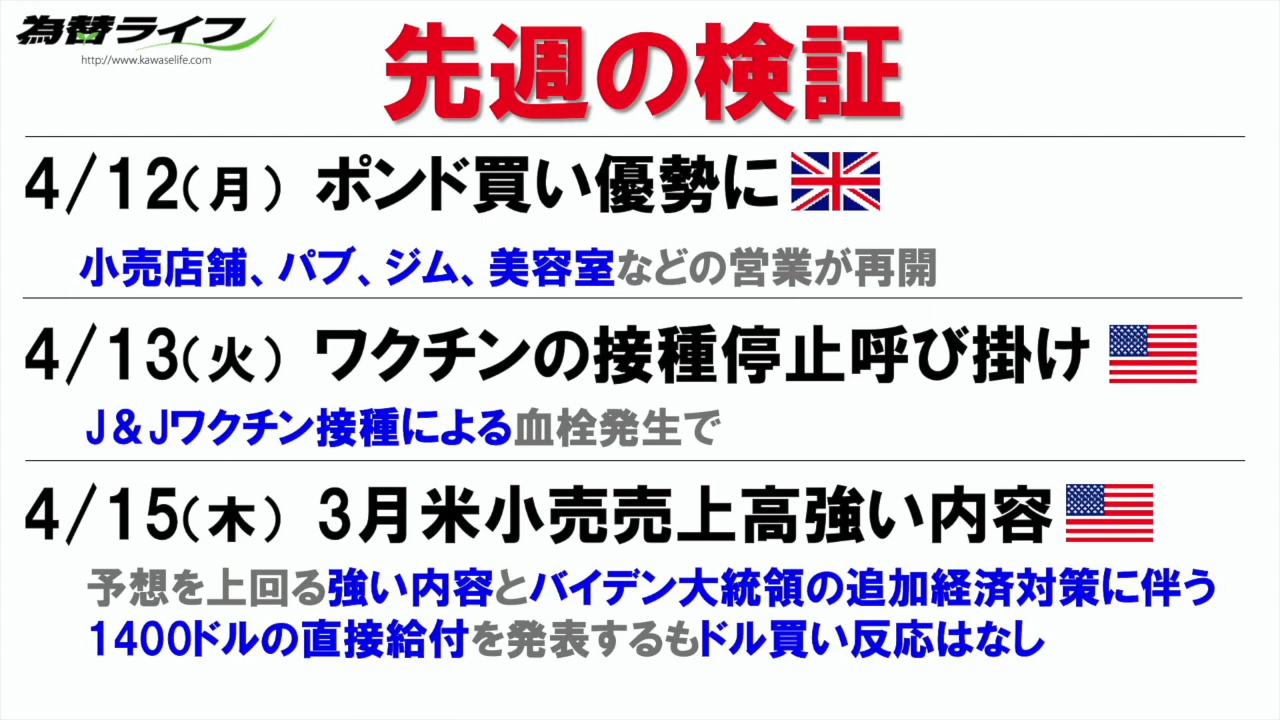 為替ライフ
http://www.kawaselife.com
先週の検証
4/12(月) ポンド買い優勢に
小売店舗、パブ、ジム、美容室などの営業が再開
4/13(火) ワクチンの接種停止呼び掛け
J&Jワクチン接種による血栓発生で
4/15(木) 3月米小売売上高強い内容
予想を上回る強い内容とバイデン大統領の追加経済対策に伴う
1400ドルの直接給付を発表するもドル買い反応はなし